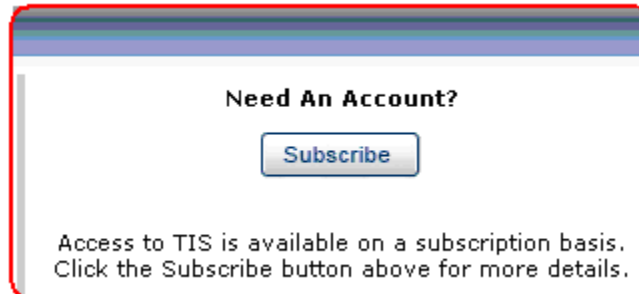 Need An Account?
Subscribe
Access to TIS is available on a subscription basis.
Click the Subscribe button above for more details.